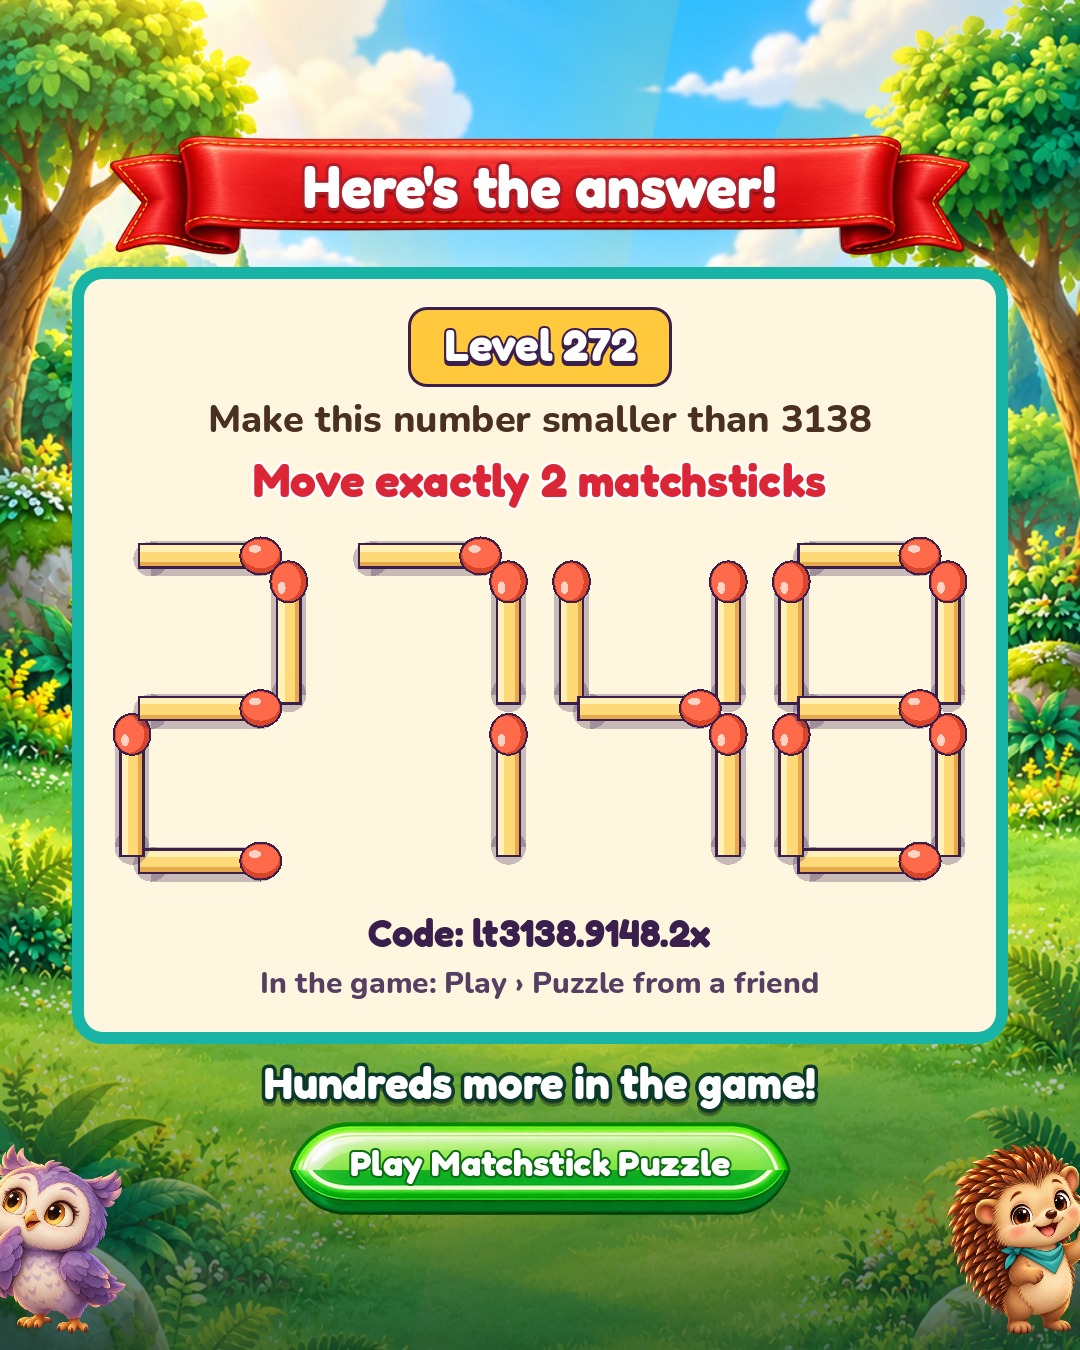 Here's the answer!
Level 272
Make this number smaller than 3138
Move exactly 2 matchsticks
2748
Code: lt3138.9148.2x
In the game: Play › Puzzle from a friend
Hundreds more in the game!
Play Matchstick Puzzle